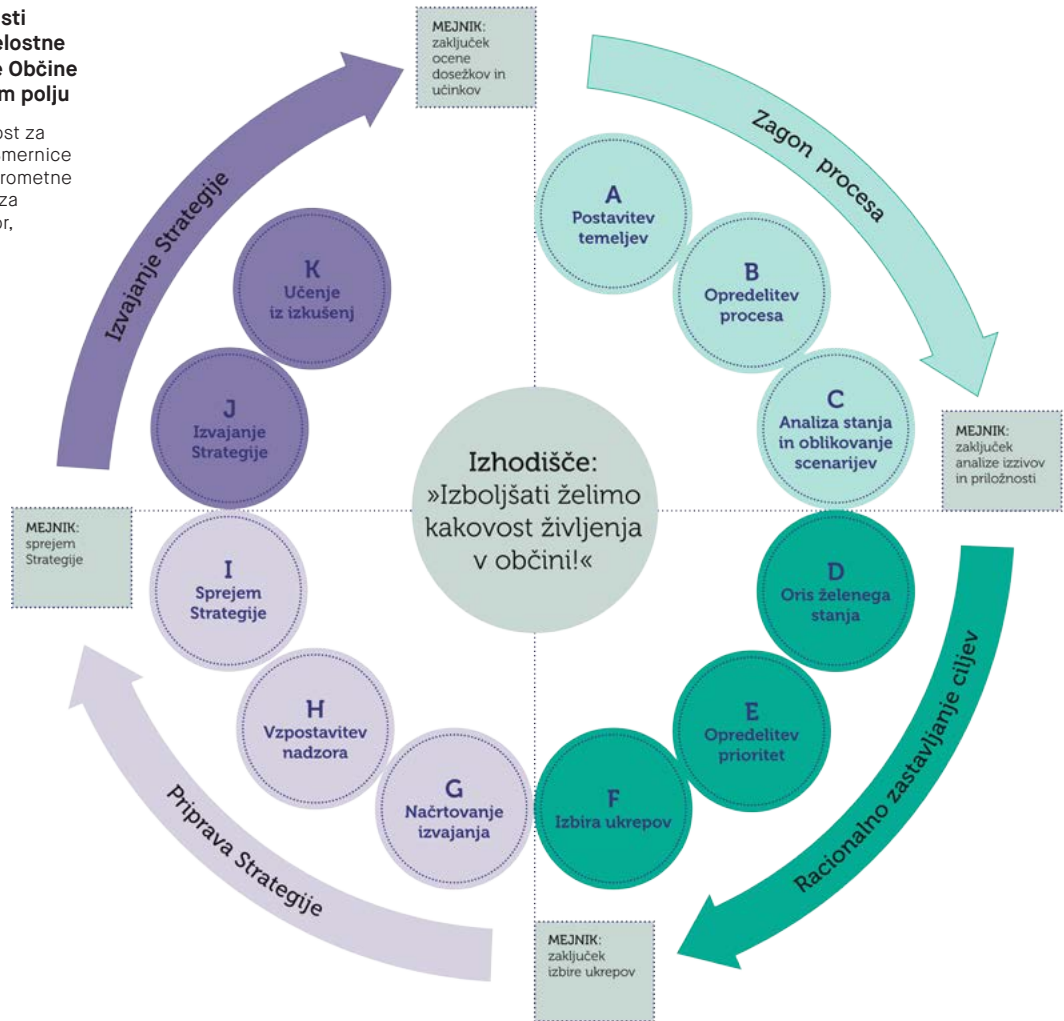 sti
elostne
e Občine
m polju
ost za
smernice
rometne
za
or,
MEJNIK:
zaključek
ocene
dosežkov in
učinkov
Zagon procesa
A
Postavitev
temeljev
B
Opredelitev
procesa
C
Analiza stanja
in oblikovanje
scenarijev
MEJNIK:
zaključek
analize izzivov
in priložnosti
Izhodišče:
»Izboljšati želimo
kakovost življenja
v občini!«
D
Oris želenega
stanja
E
Opredelitev
prioritet
F
Izbira ukrepov
Racionalno zastavljanje ciljev
MEJNIK:
zaključek
izbire ukrepov
G
Načrtovanje
izvajanja
H
Vzpostavitev
nadzora
I
Sprejem
Strategije
Priprava Strategije
MEJNIK:
sprejem
Strategije
J
Izvajanje
Strategije
K
Učenje
iz izkušenj
Izvajanje Strategije